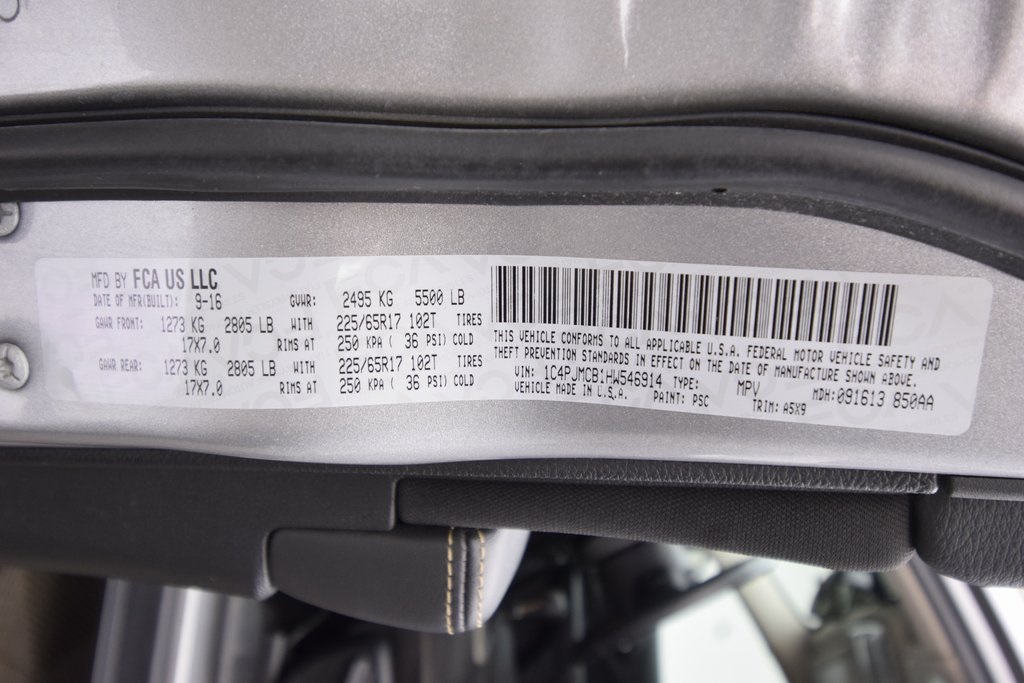 MFD BY FCA US LLC
DATE OF MFR(BUILT): 9-16 GVWR: 2495 KG 5500 LB
GAWR FRONT: 1273 KG 2805 LB WITH 225/65R17 102T TIRES
17X7.0 RIMS AT 250 KPA ( 36 PSI) COLD
GAWR REAR: 1273 KG 2805 LB WITH 225/65R17 102T TIRES
17X7.0 RIMS AT 250 KPA ( 36 PSI) COLD
THIS VEHICLE CONFORMS TO ALL APPLICABLE U.S.A. FEDERAL MOTOR VEHICLE SAFETY AND
THEFT PREVENTION STANDARDS IN EFFECT ON THE DATE OF MANUFACTURE SHOWN ABOVE.
VIN: 1C4PJMCB1HW546914 TYPE: MPV MDH:091613 850AA
VEHICLE MADE IN U.S.A. PAINT: PSC TRIM: A5X9